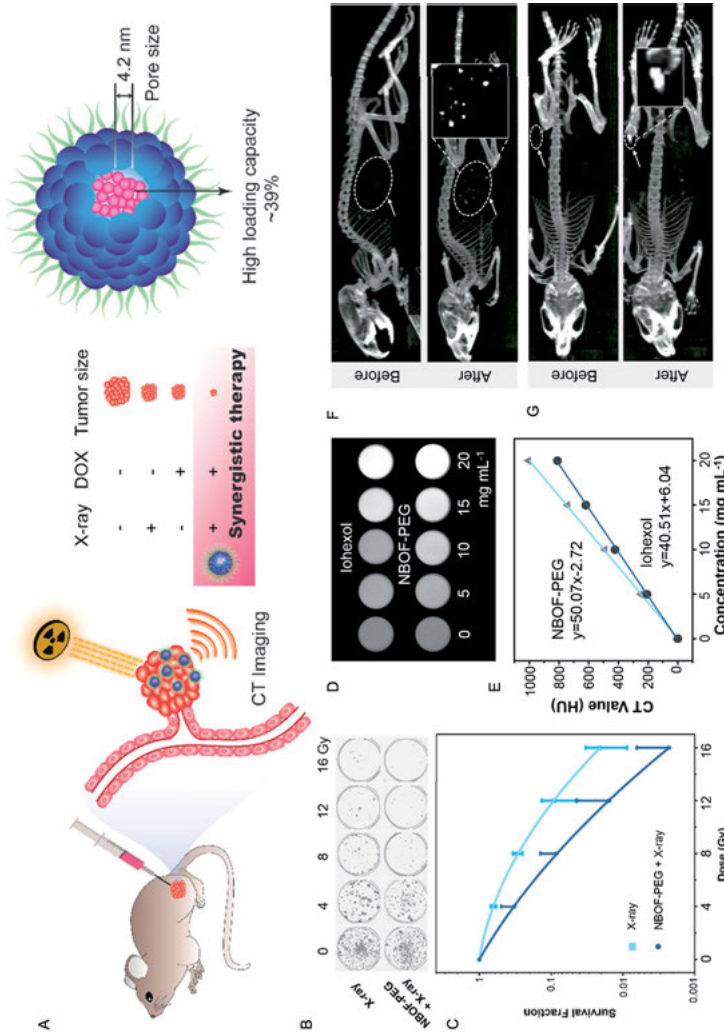 A
CT Imaging
X-ray DOX Tumor size
- -
+ -
- +
+ +
Synergistic therapy
4.2 nm
Pore size
High loading capacity
~39%
B
0 4 8 12 16 Gy
X-ray
NBOF-PEG
+ X-ray
C
Survival Fraction
1
0.1
0.01
0.001
X-ray
NBOF-PEG + X-ray
0 4 8 12 16
Dose (Gy)
D
Iohexol
NBOF-PEG
0 5 10 15 20
mg mL-1
E
CT Value (HU)
1000
800
600
400
200
0
NBOF-PEG
y=50.07x-2.72
Iohexol
y=40.51x+6.04
0 5 10 15 20
Concentration (mg mL-1)
F
Before
After
G
Before
After